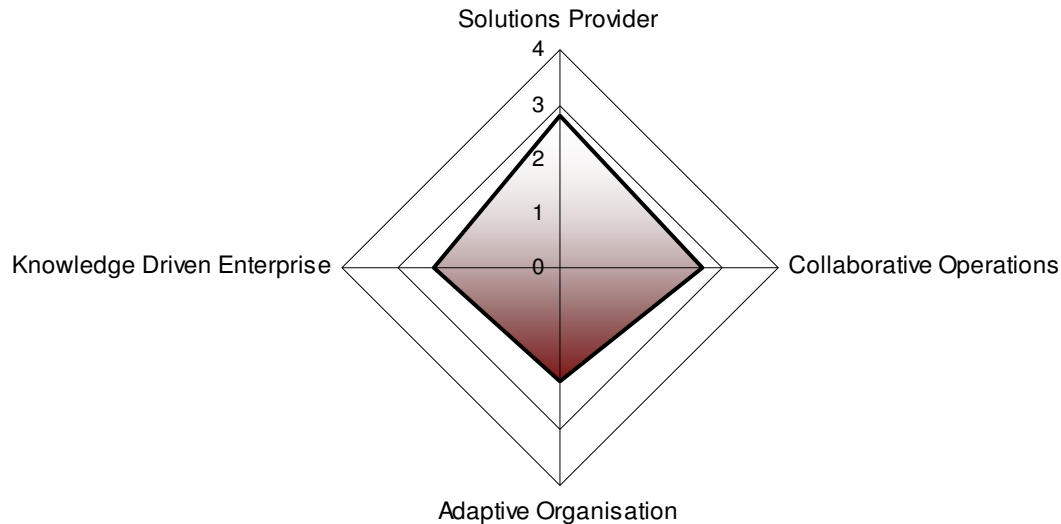 Solutions Provider
4
3
2
1
0
Knowledge Driven Enterprise
Collaborative Operations
Adaptive Organisation